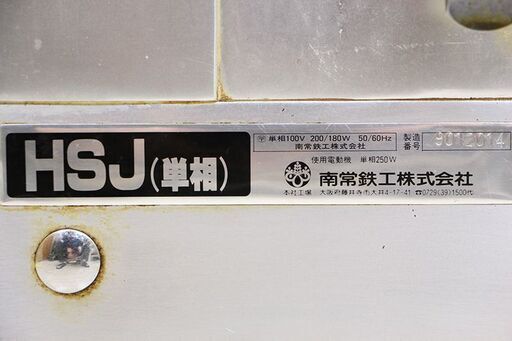 HSJ(単相)
〒 単相100V 200/180W 50/60Hz
南常鉄工株式会社
製造番号 9012014
使用電動機 単相250W
南常鉄工株式会社
本社工場 大阪府藤井寺市大井4-17-41 ☎0729(39)1500代